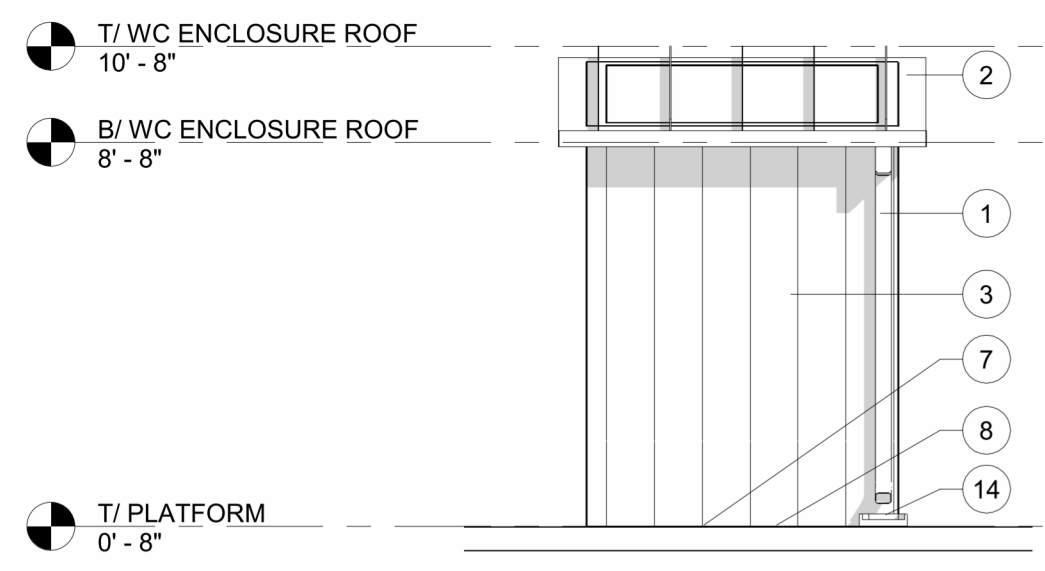 T/ WC ENCLOSURE ROOF
10' - 8"
2
B/ WC ENCLOSURE ROOF
8' - 8"
1
3
7
8
14
T/ PLATFORM
0' - 8"